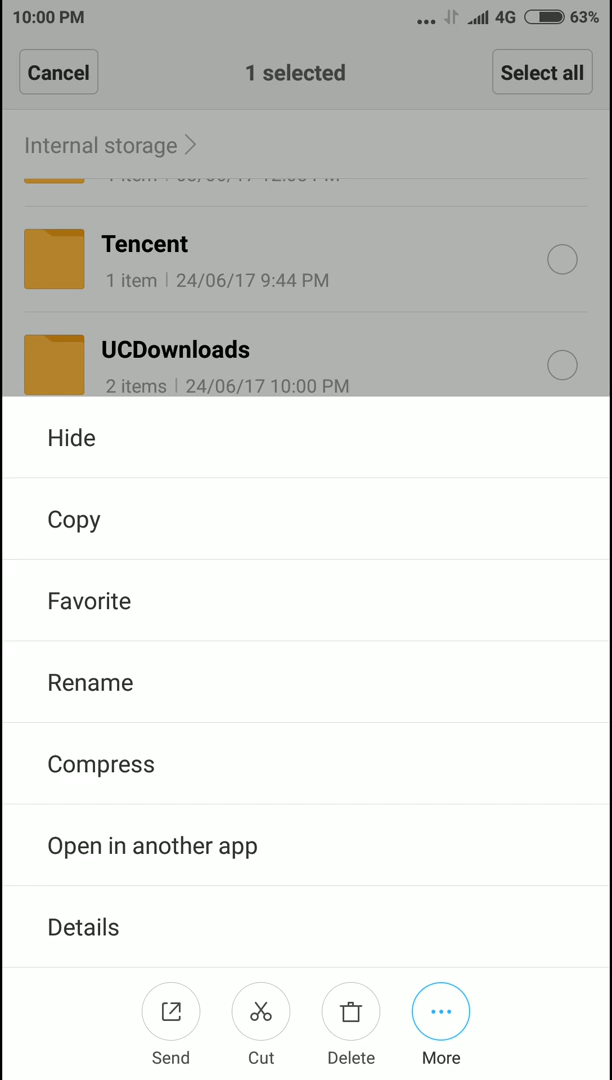 10:00 PM 4G 63%
Cancel 1 selected Select all
Internal storage
Tencent
1 item | 24/06/17 9:44 PM
UCDownloads
2 items | 24/06/17 10:00 PM
Hide
Copy
Favorite
Rename
Compress
Open in another app
Details
Send Cut Delete More